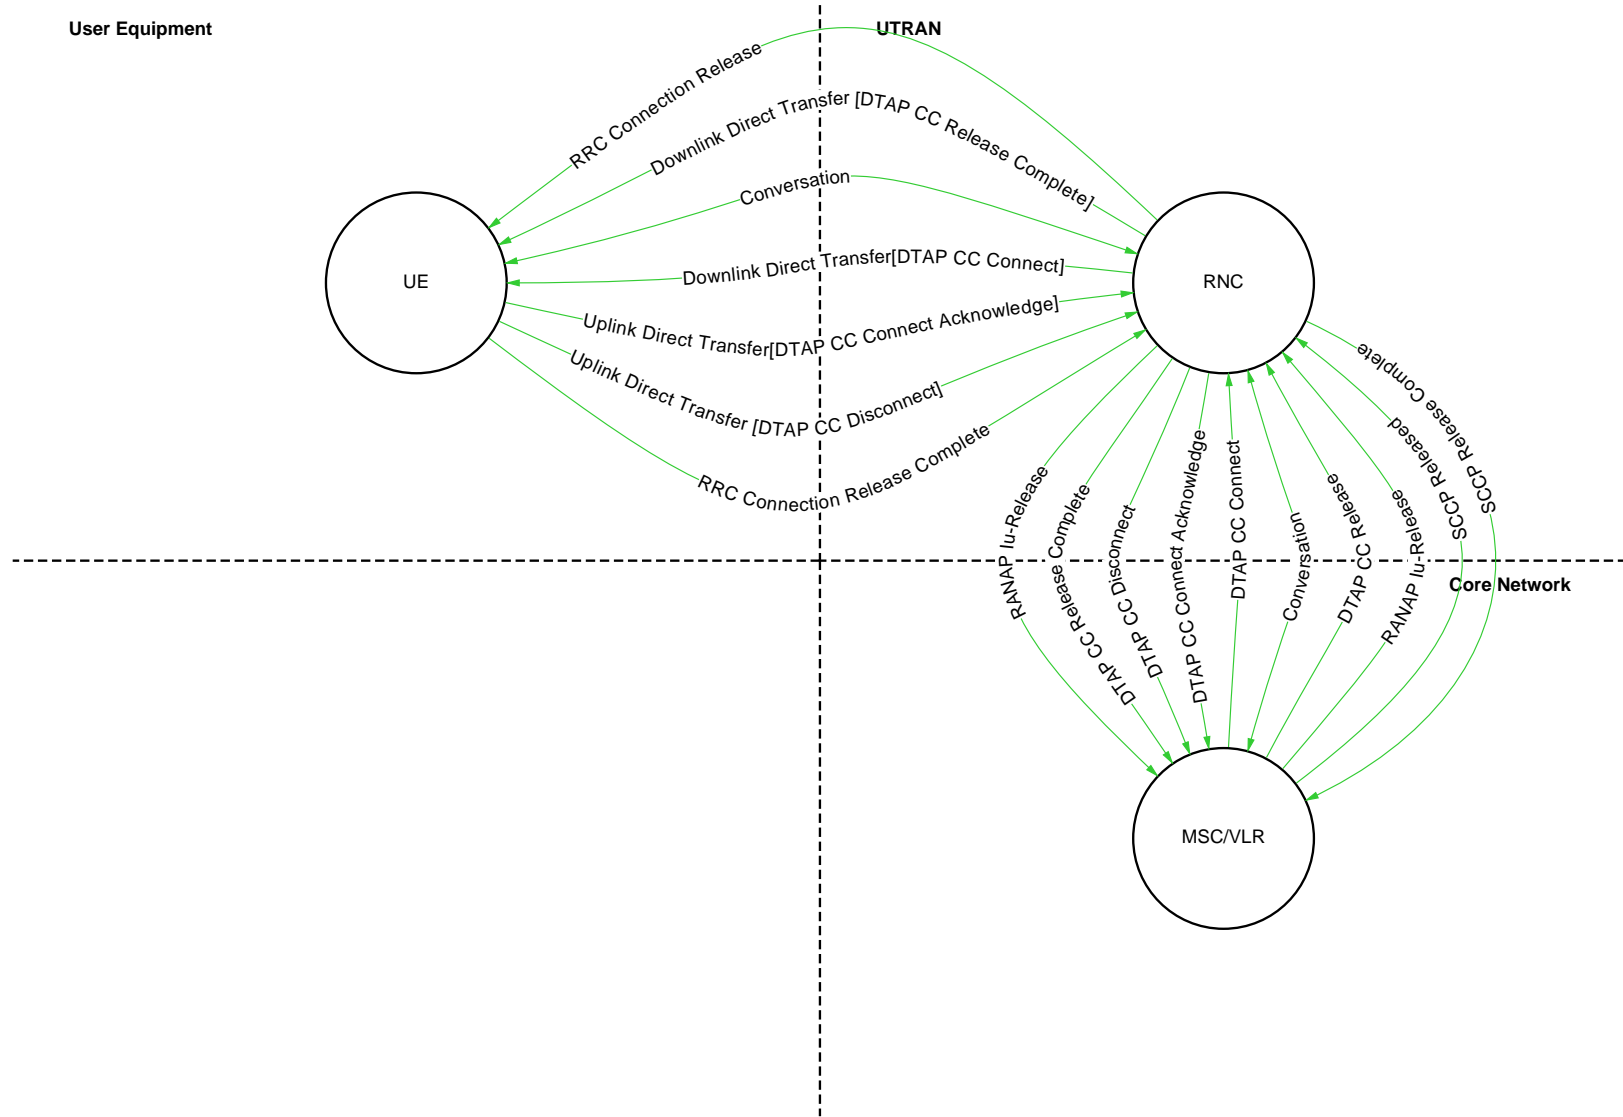 User Equipment
UTRAN
RRC Connection Release
Downlink Direct Transfer [DTAP CC Release Complete]
Conversation
Downlink Direct Transfer[DTAP CC Connect]
Uplink Direct Transfer[DTAP CC Connect Acknowledge]
Uplink Direct Transfer [DTAP CC Disconnect]
RRC Connection Release Complete
UE
RNC
RANAP Iu-Release
DTAP CC Release Complete
DTAP CC Disconnect
DTAP CC Connect Acknowledge
DTAP CC Connect
Conversation
DTAP CC Release
RANAP Iu-Release
SCCP Released
SCCP Release Complete
Core Network
MSC/VLR